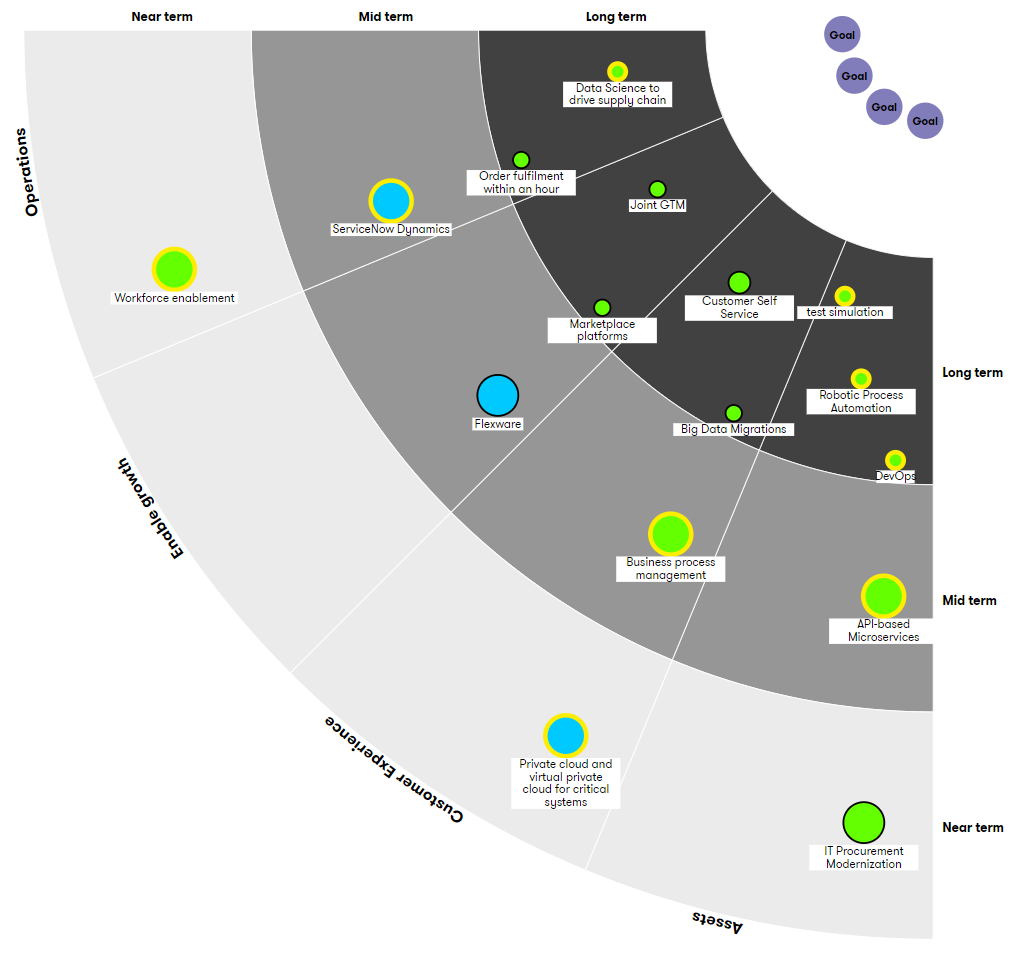 Near term
Mid term
Long term
Goal
Goal
Goal
Goal
Data Science to
drive supply chain
Operations
Order fulfilment
within an hour
Joint GTM
ServiceNow Dynamics
Workforce enablement
Customer Self
Service
test simulation
Marketplace
platforms
Long term
Robotic Process
Automation
Flexware
Big Data Migrations
Enable growth
DevOps
Business process
management
Mid term
API-based
Microservices
Customer Experience
Private cloud and
virtual private
cloud for critical
systems
Near term
IT Procurement
Modernization
Assets